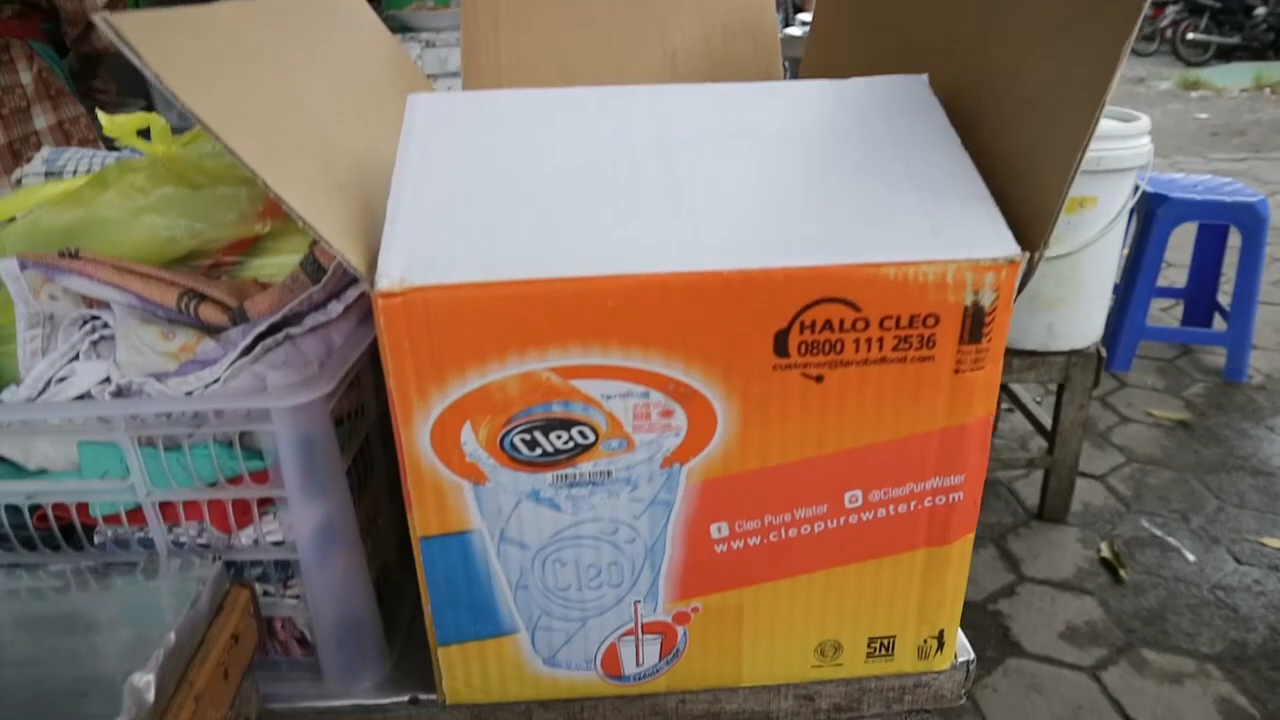 HALO CLEO
0800 111 2536
customer@tanobelfood.com
Cleo
Cleo Pure Water @CleoPureWater
www.cleopurewater.com
Cleo
SNI